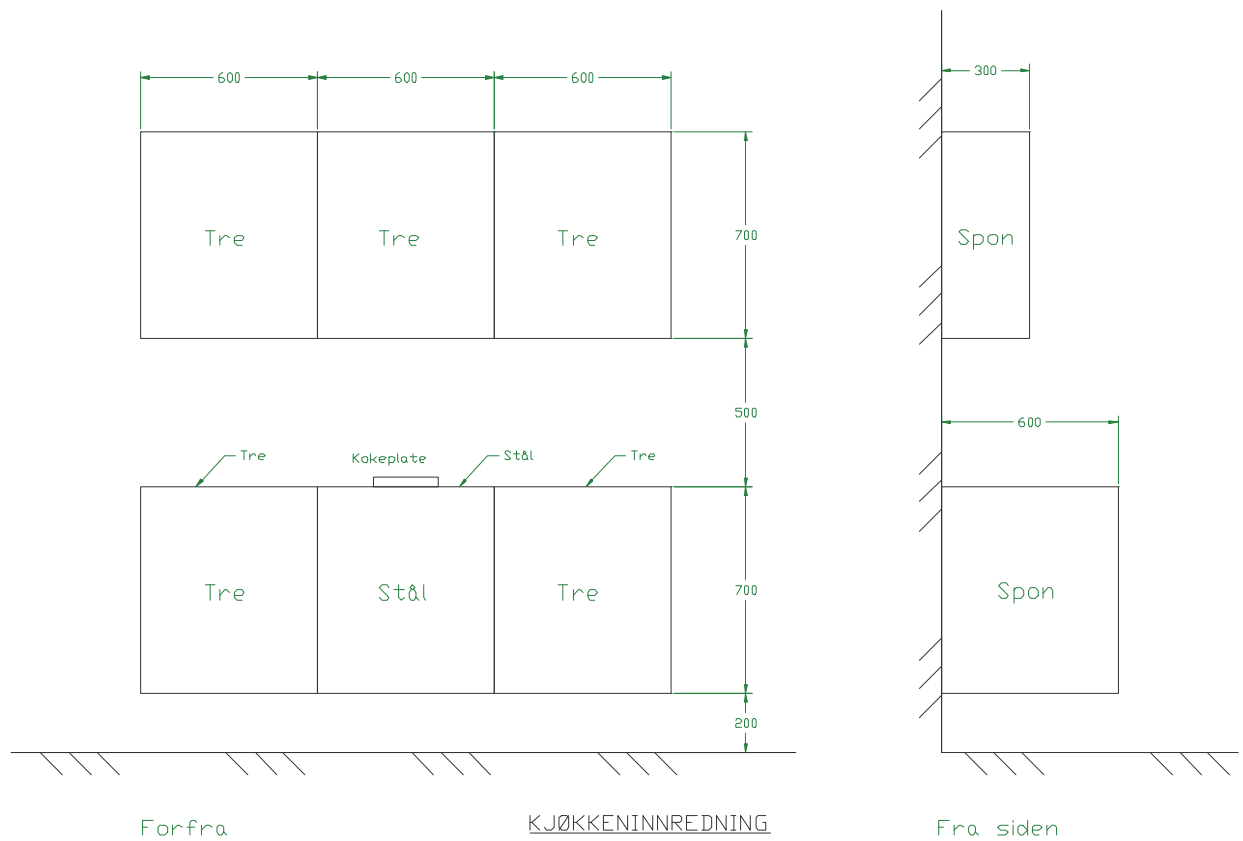 600 600 600
300
Tre Tre Tre
700
Spon
500
600
Tre
Kokeplate
Stål
Tre
Tre Stål Tre
700
Spon
200
Forfra
KJØKKENINNREDNING
Fra siden